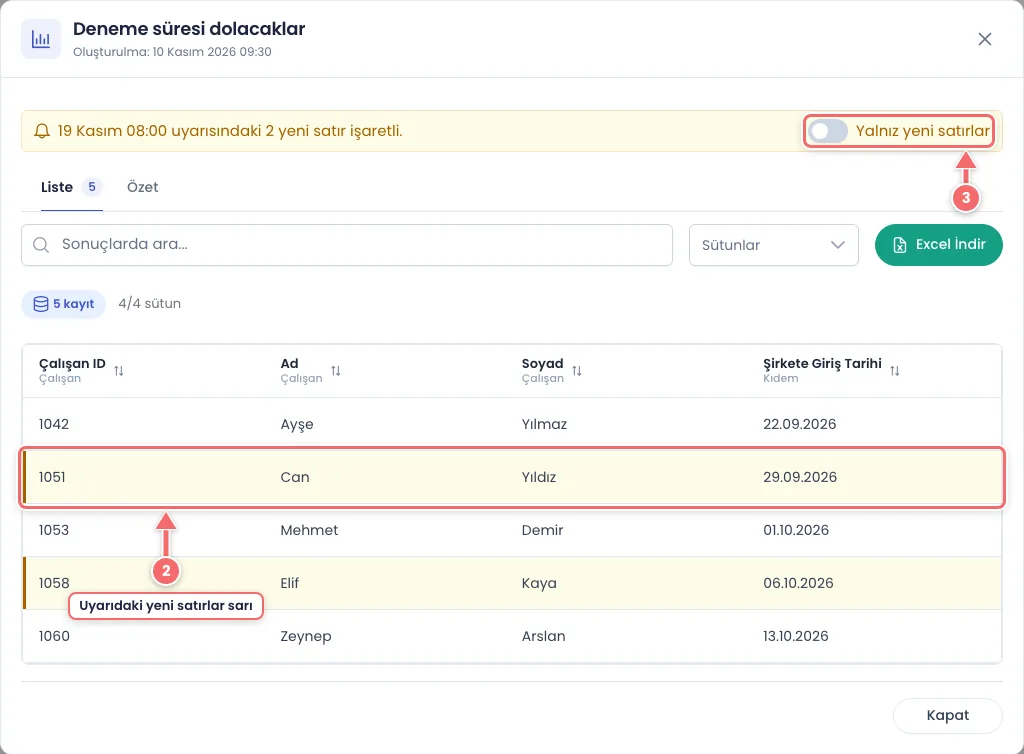 Deneme süresi dolacaklar
Oluşturulma: 10 Kasım 2026 09:30
19 Kasım 08:00 uyarısındaki 2 yeni satır işaretli.
Yalnız yeni satırlar
3
Liste 5 Özet
Sonuçlarda ara...
Sütunlar
Excel İndir
5 kayıt 4/4 sütun
Çalışan ID Ad Soyad Şirkete Giriş Tarihi
Çalışan Çalışan Çalışan Kıdem
1042 Ayşe Yılmaz 22.09.2026
1051 Can Yıldız 29.09.2026
1053 Mehmet Demir 01.10.2026
2
1058 Elif Kaya 06.10.2026
Uyarıdaki yeni satırlar sarı
1060 Zeynep Arslan 13.10.2026
Kapat